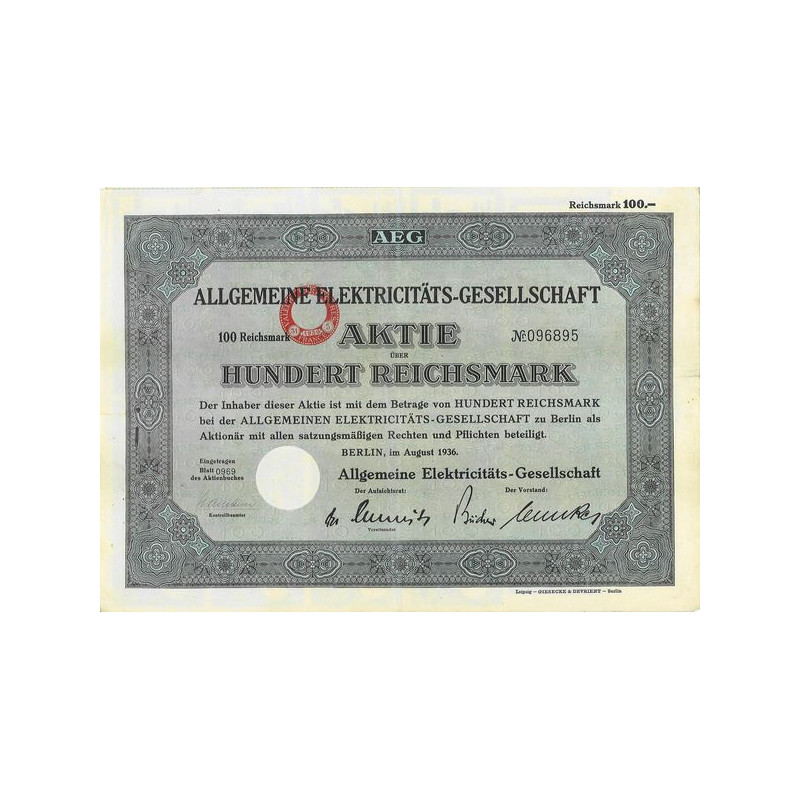 Reichsmark 100.—
AEG
ALLGEMEINE ELEKTRICITÄTS-GESELLSCHAFT
100 Reichsmark
AKTIE
№ 096895
ÜBER
HUNDERT REICHSMARK
Der Inhaber dieser Aktie ist mit dem Betrage von HUNDERT REICHSMARK
bei der ALLGEMEINEN ELEKTRICITÄTS-GESELLSCHAFT zu Berlin als
Aktionär mit allen satzungsmäßigen Rechten und Pflichten beteiligt.
BERLIN, im August 1936.
Eingetragen
Blatt 0969
des Aktienbuches
Allgemeine Elektricitäts-Gesellschaft
Der Aufsichtsrat:
Der Vorstand:
Bücher
Kontrollbeamter
Vorsitzender
Leipzig — GIESECKE & DEVRIENT — Berlin